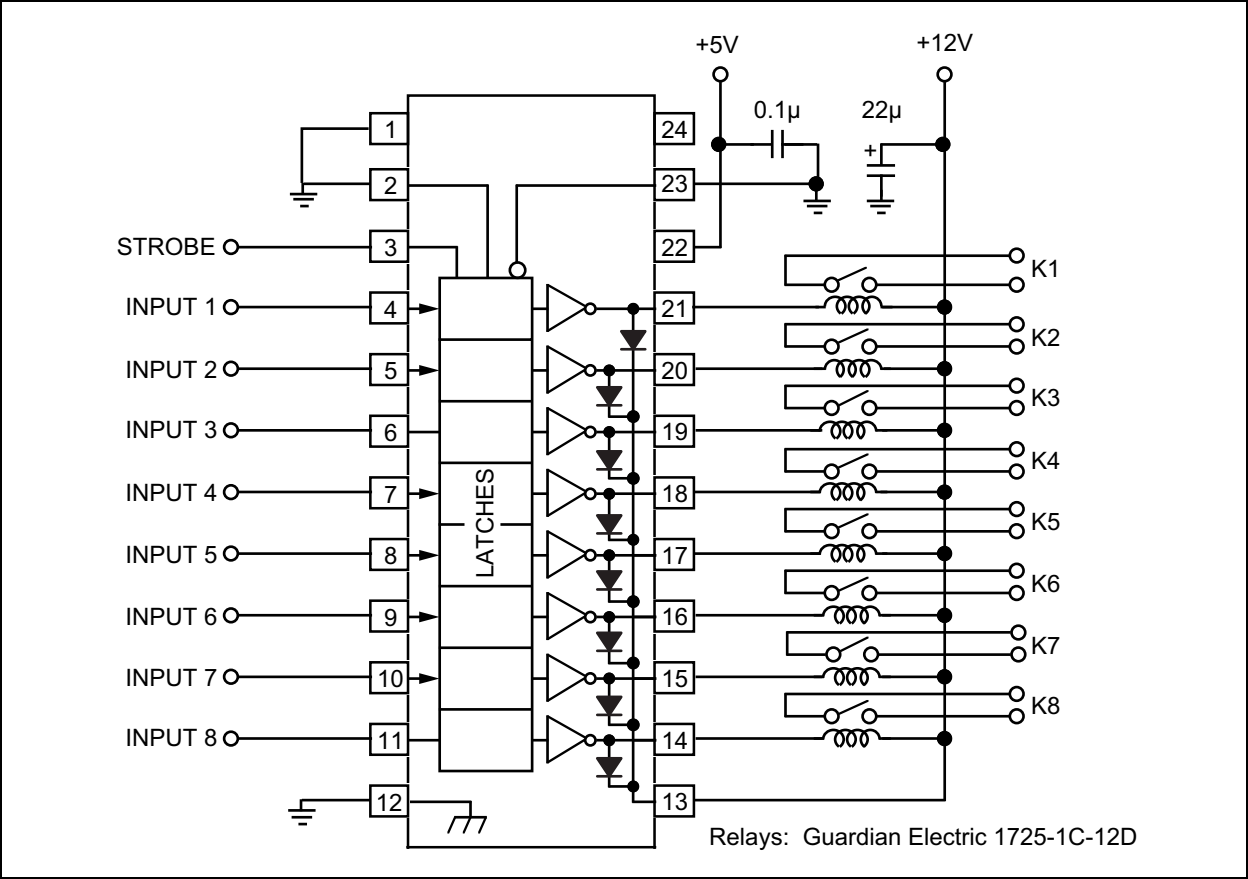 +5V
+12V
0.1µ
22µ
+
1
24
2
23
STROBE
3
22
INPUT 1
4
21
K1
INPUT 2
5
20
K2
INPUT 3
6
19
K3
INPUT 4
7
18
K4
LATCHES
INPUT 5
8
17
K5
INPUT 6
9
16
K6
INPUT 7
10
15
K7
INPUT 8
11
14
K8
12
13
Relays: Guardian Electric 1725-1C-12D